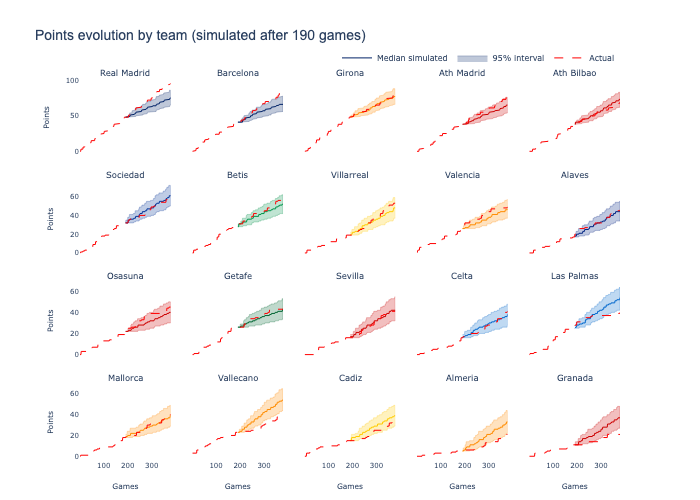 Points evolution by team (simulated after 190 games)
Median simulated 95% interval Actual
Real Madrid Barcelona Girona Ath Madrid Ath Bilbao
100
50
0
Points
Sociedad Betis Villarreal Valencia Alaves
60
40
20
0
Points
Osasuna Getafe Sevilla Celta Las Palmas
60
40
20
0
Points
Mallorca Vallecano Cadiz Almeria Granada
60
40
20
0
Points
100 200 300 100 200 300 100 200 300 100 200 300 100 200 300
Games Games Games Games Games